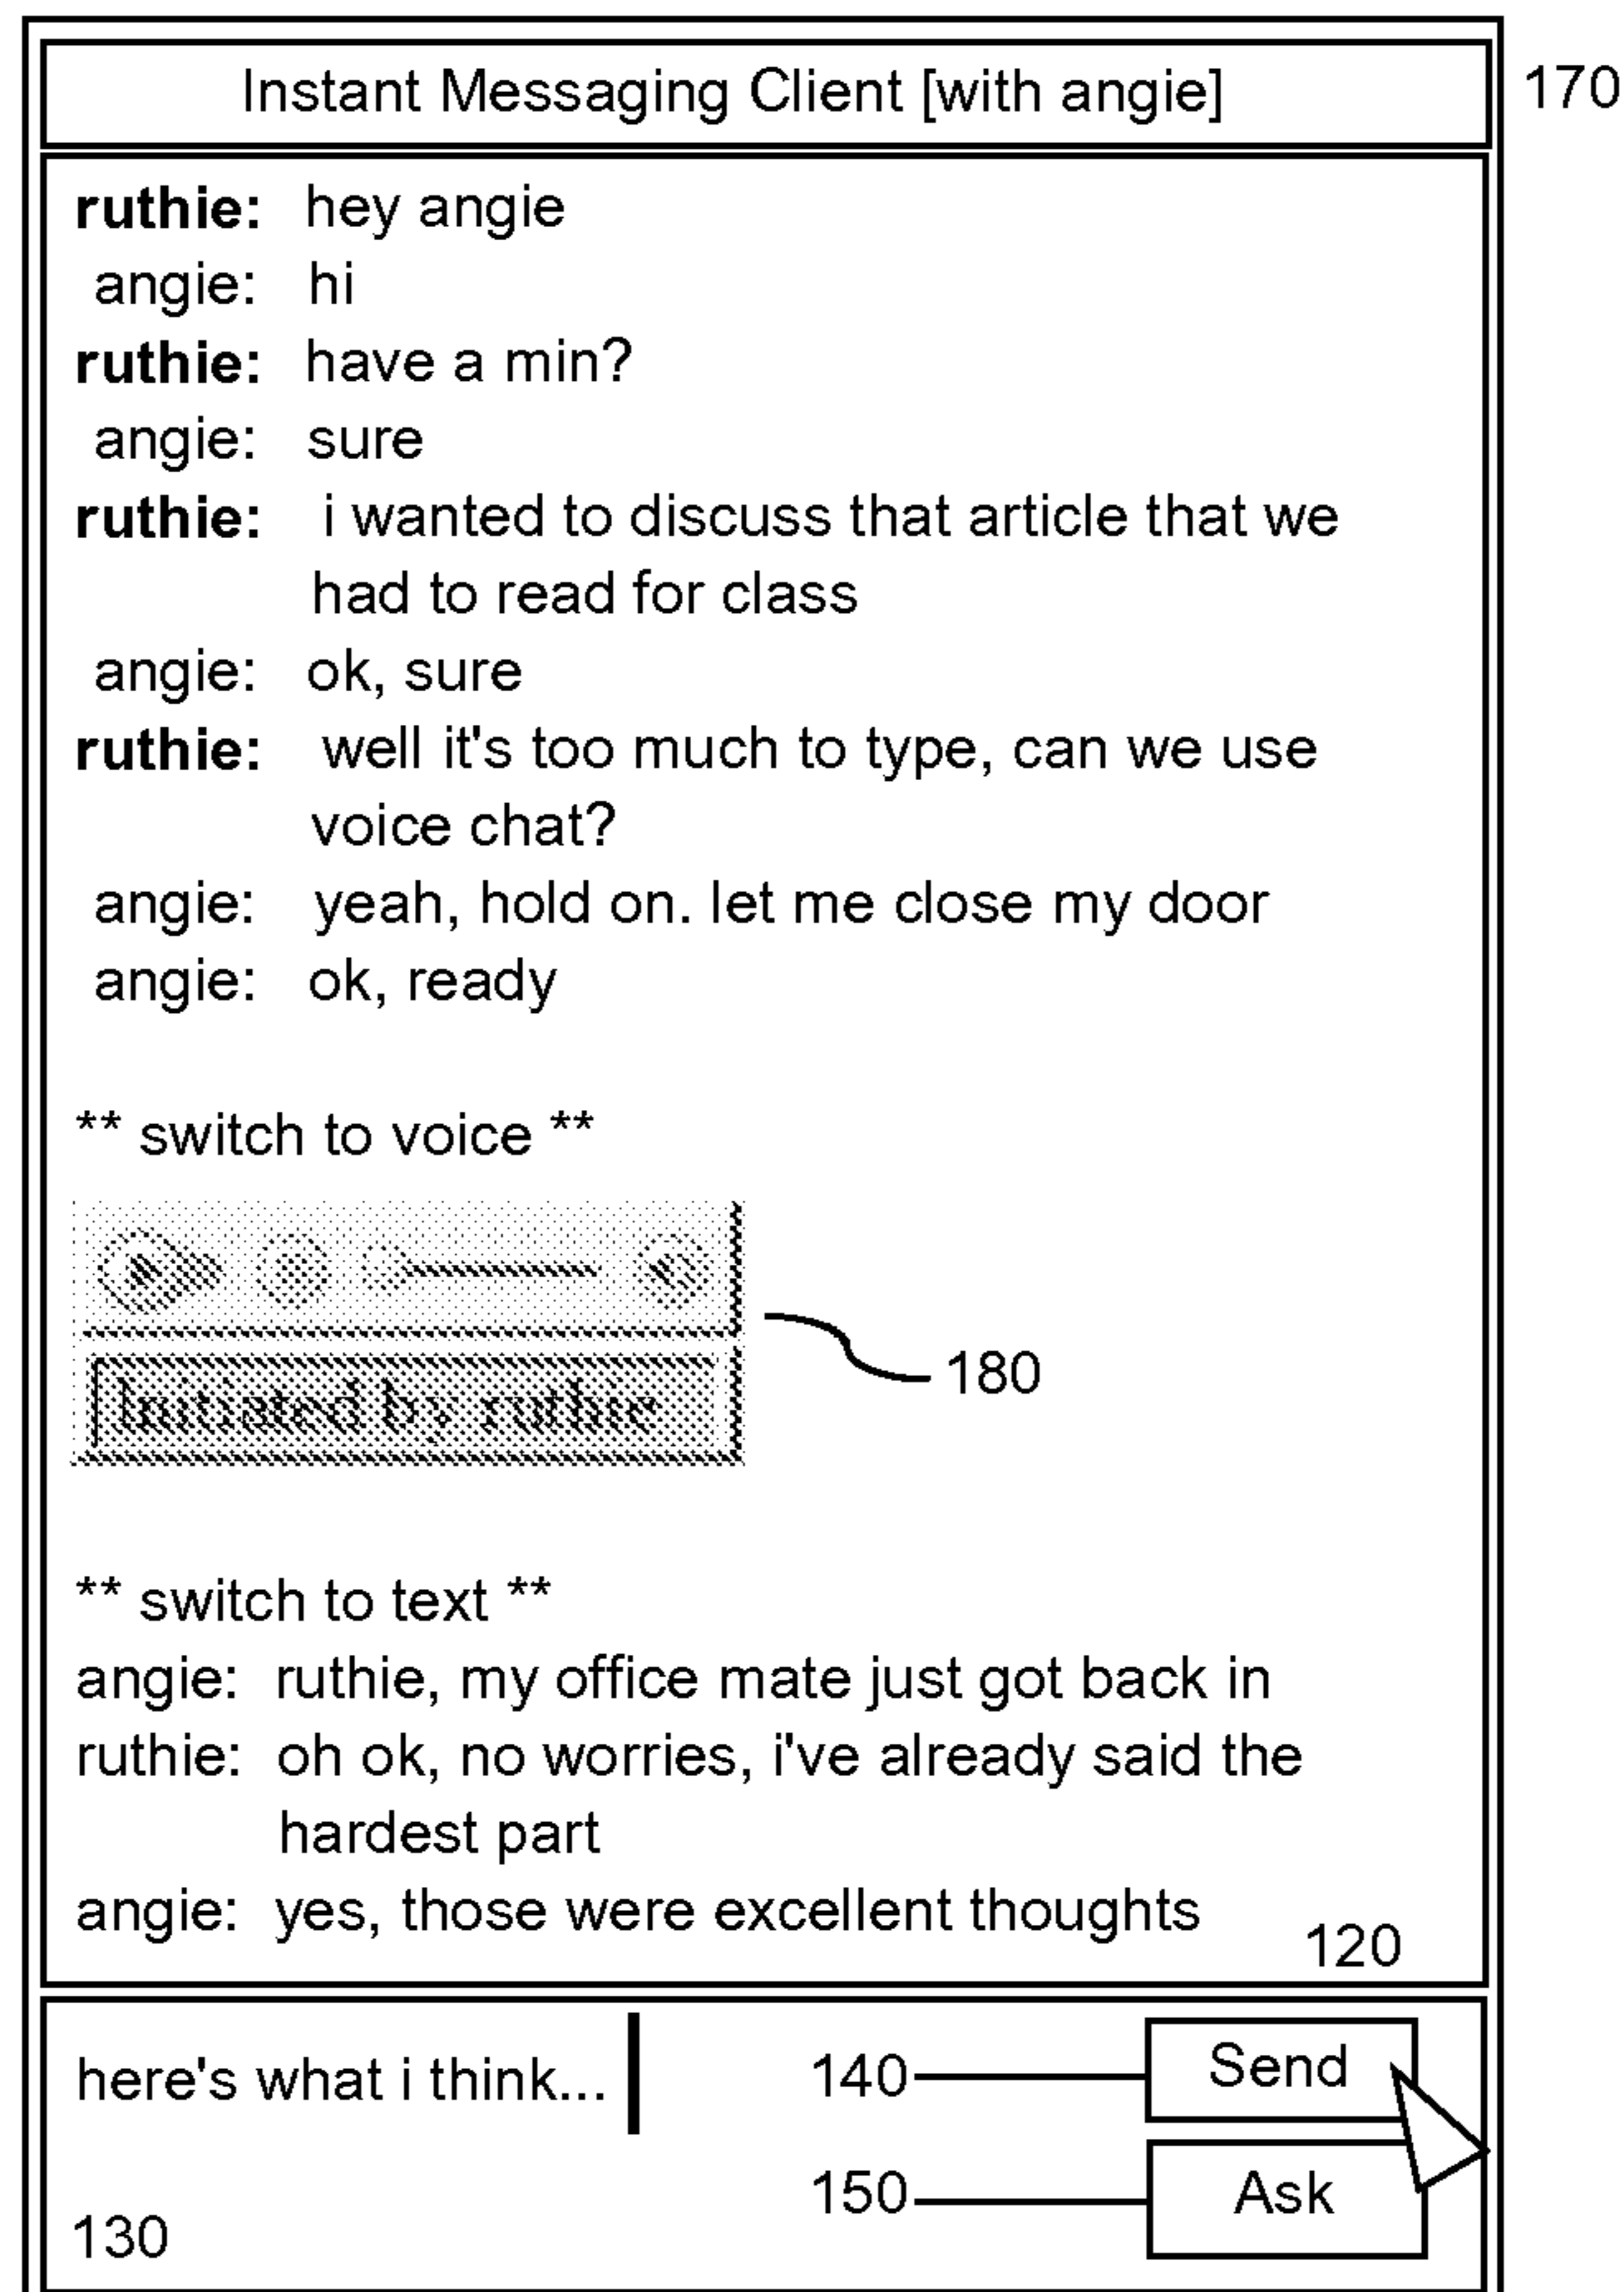 Instant Messaging Client [with angie] 170
ruthie: hey angie
angie: hi
ruthie: have a min?
angie: sure
ruthie: i wanted to discuss that article that we
had to read for class
angie: ok, sure
ruthie: well it's too much to type, can we use
voice chat?
angie: yeah, hold on. let me close my door
angie: ok, ready
** switch to voice **
180
Initiated by ruthie
** switch to text **
angie: ruthie, my office mate just got back in
ruthie: oh ok, no worries, i've already said the
hardest part
angie: yes, those were excellent thoughts
120
here's what i think... 140 Send
150 Ask
130